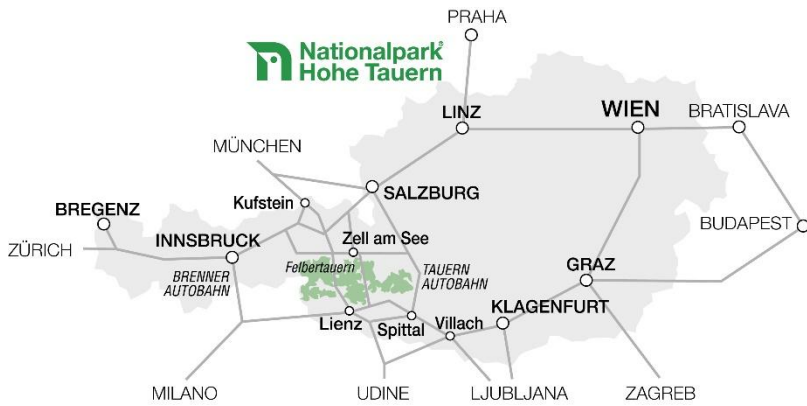 PRAHA
Nationalpark®
Hohe Tauern
LINZ
WIEN
BRATISLAVA
MÜNCHEN
SALZBURG
Kufstein
BREGENZ
BUDAPEST
ZÜRICH
INNSBRUCK
Zell am See
BRENNER
AUTOBAHN
Felbertauern
TAUERN
AUTOBAHN
GRAZ
KLAGENFURT
Lienz
Spittal
Villach
MILANO
UDINE
LJUBLJANA
ZAGREB